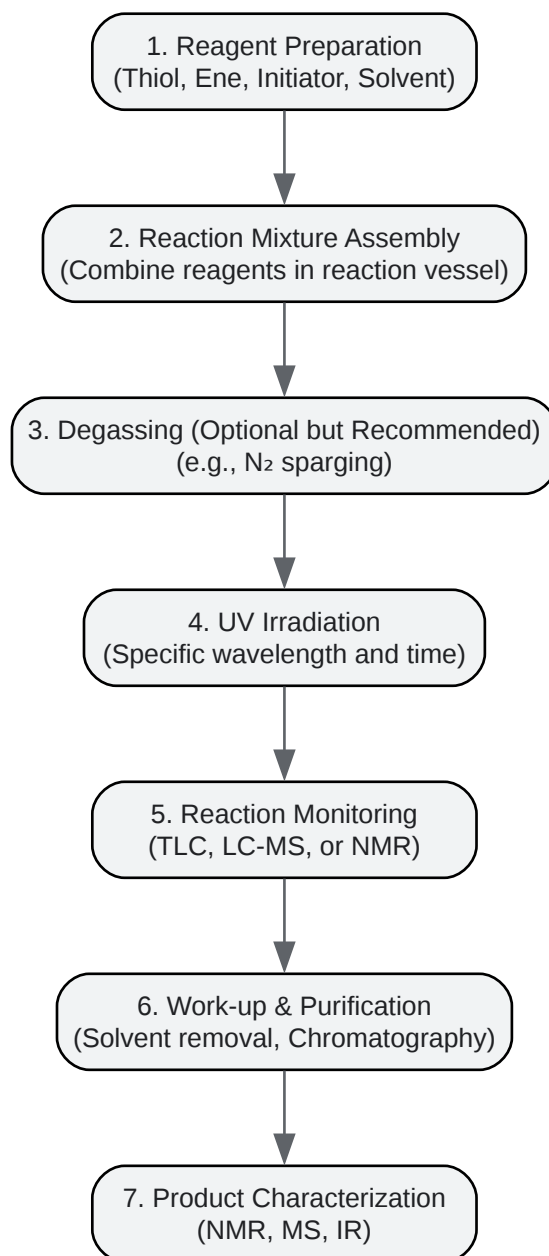 1. Reagent Preparation
(Thiol, Ene, Initiator, Solvent)
2. Reaction Mixture Assembly
(Combine reagents in reaction vessel)
3. Degassing (Optional but Recommended)
(e.g., N₂ sparging)
4. UV Irradiation
(Specific wavelength and time)
5. Reaction Monitoring
(TLC, LC-MS, or NMR)
6. Work-up & Purification
(Solvent removal, Chromatography)
7. Product Characterization
(NMR, MS, IR)